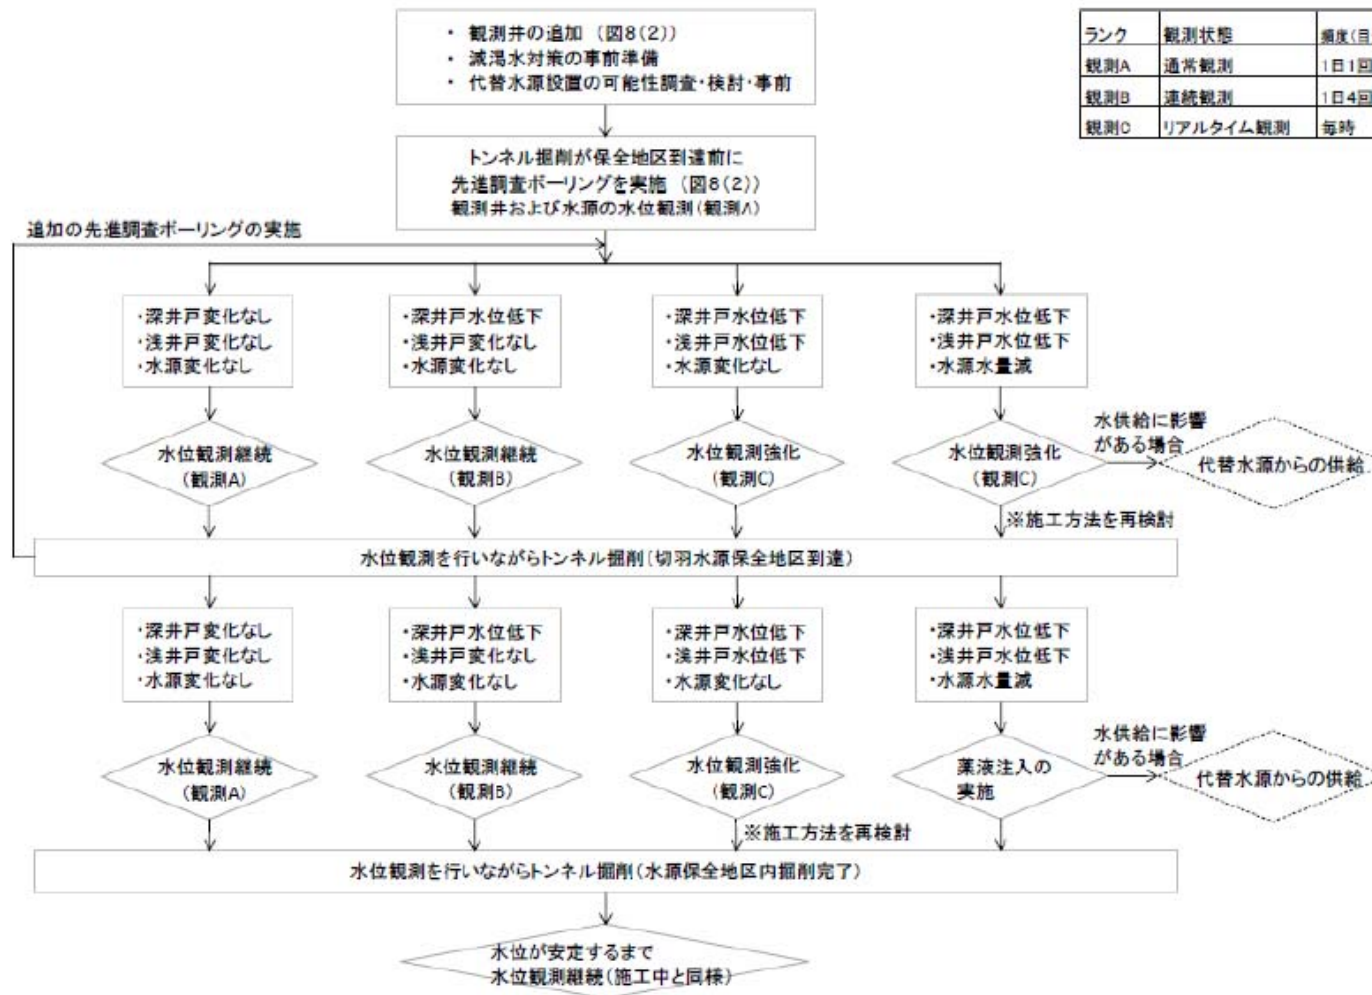 ・ 観測井の追加 （図8(2)）
・ 減渇水対策の事前準備
・ 代替水源設置の可能性調査・検討・事前
ランク 観測状態 頻度(目
観測A 通常観測 1日1回
観測B 連続観測 1日4回
観測C リアルタイム観測 毎時
トンネル掘削が保全地区到達前に
先進調査ボーリングを実施 （図8(2)）
観測井および水源の水位観測(観測A)
追加の先進調査ボーリングの実施
・深井戸変化なし
・浅井戸変化なし
・水源変化なし
・深井戸水位低下
・浅井戸変化なし
・水源変化なし
・深井戸水位低下
・浅井戸水位低下
・水源変化なし
・深井戸水位低下
・浅井戸水位低下
・水源水量減
水位観測継続
(観測A)
水位観測継続
(観測B)
水位観測強化
(観測C)
水位観測強化
(観測C)
水供給に影響
がある場合
代替水源からの供給
※施工方法を再検討
水位観測を行いながらトンネル掘削(切羽水源保全地区到達)
・深井戸変化なし
・浅井戸変化なし
・水源変化なし
・深井戸水位低下
・浅井戸変化なし
・水源変化なし
・深井戸水位低下
・浅井戸水位低下
・水源変化なし
・深井戸水位低下
・浅井戸水位低下
・水源水量減
水位観測継続
(観測A)
水位観測継続
(観測B)
水位観測強化
(観測C)
薬液注入の
実施
水供給に影響
がある場合
代替水源からの供給
※施工方法を再検討
水位観測を行いながらトンネル掘削(水源保全地区内掘削完了)
水位が安定するまで
水位観測継続(施工中と同様)